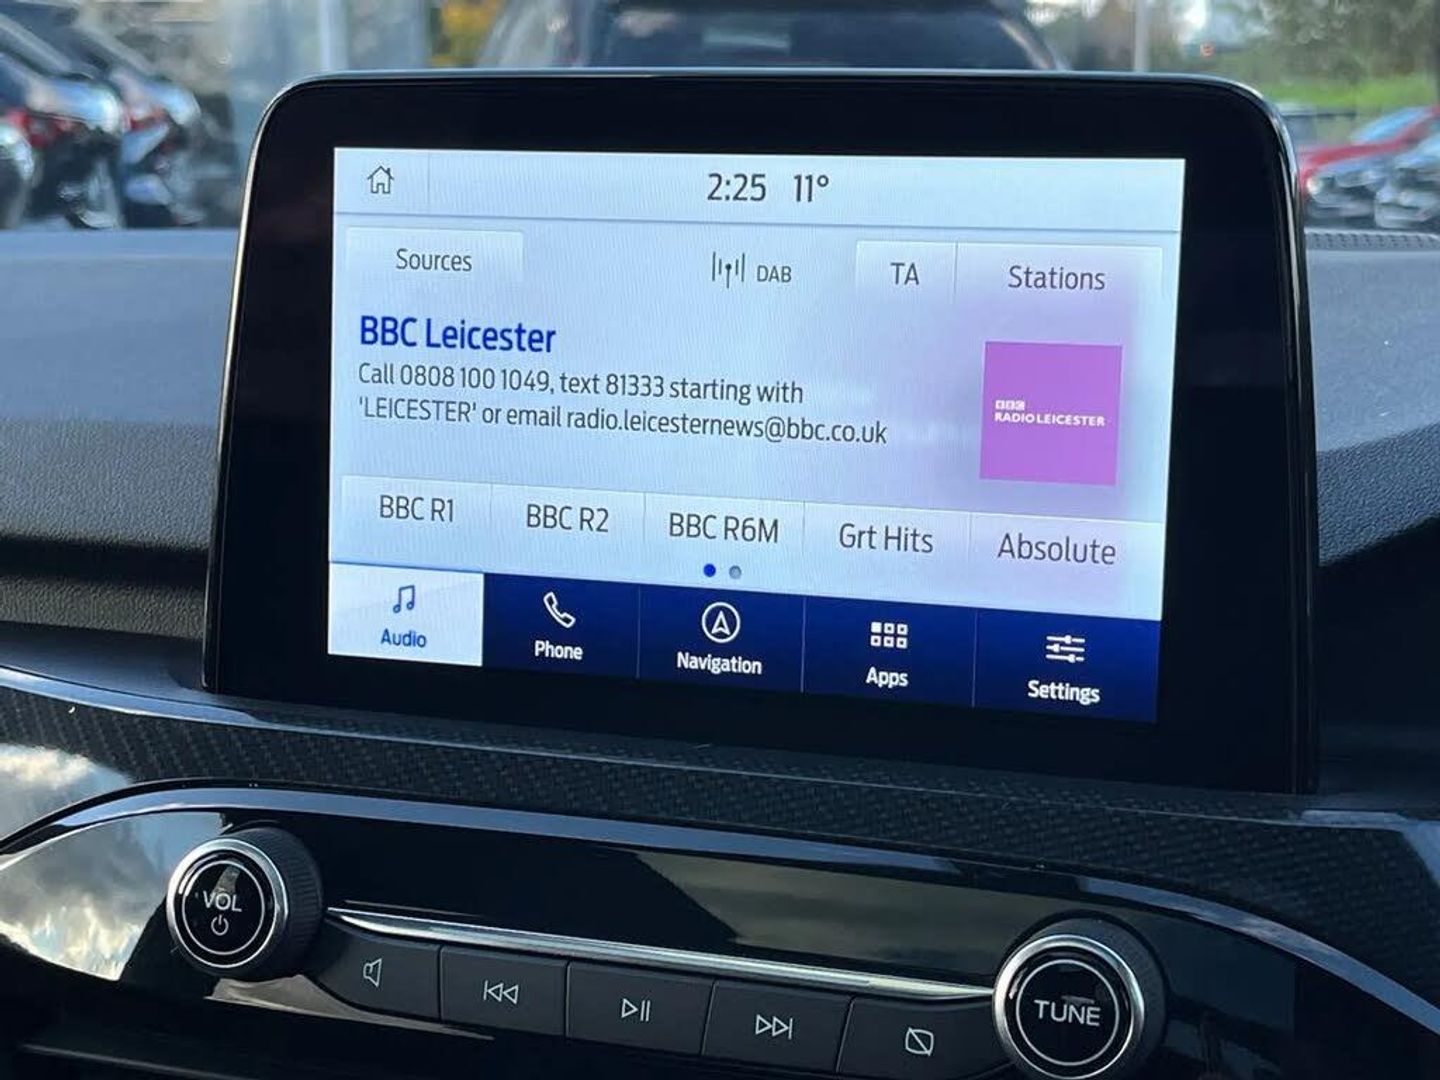 2:25 11°
Sources
DAB
TA
Stations
BBC Leicester
Call 0808 100 1049, text 81333 starting with
'LEICESTER' or email radio.leicesternews@bbc.co.uk
BBC
RADIO LEICESTER
BBC R1
BBC R2
BBC R6M
Grt Hits
Absolute
Audio
Phone
Navigation
Apps
Settings
VOL
TUNE